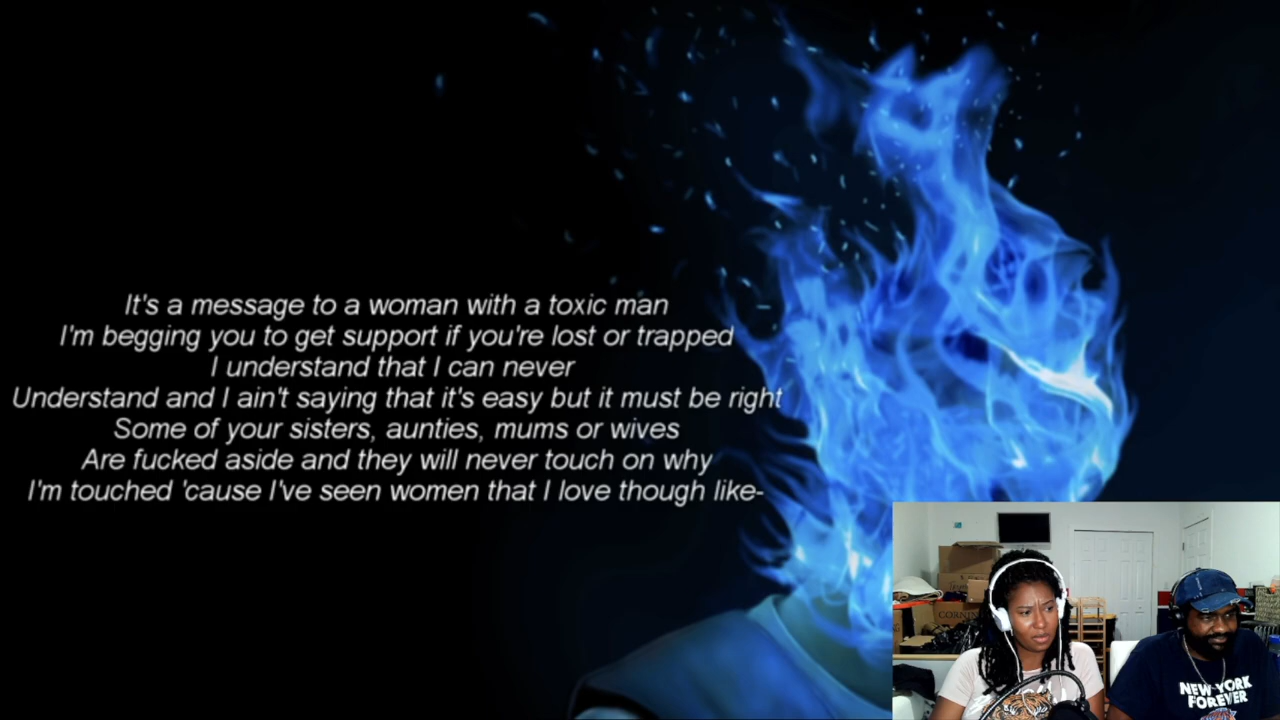 It's a message to a woman with a toxic man
I'm begging you to get support if you're lost or trapped
I understand that I can never
Understand and I ain't saying that it's easy but it must be right
Some of your sisters, aunties, mums or wives
Are fucked aside and they will never touch on why
I'm touched 'cause I've seen women that I love though like-
CORNIN
NEW YORK
FOREVER